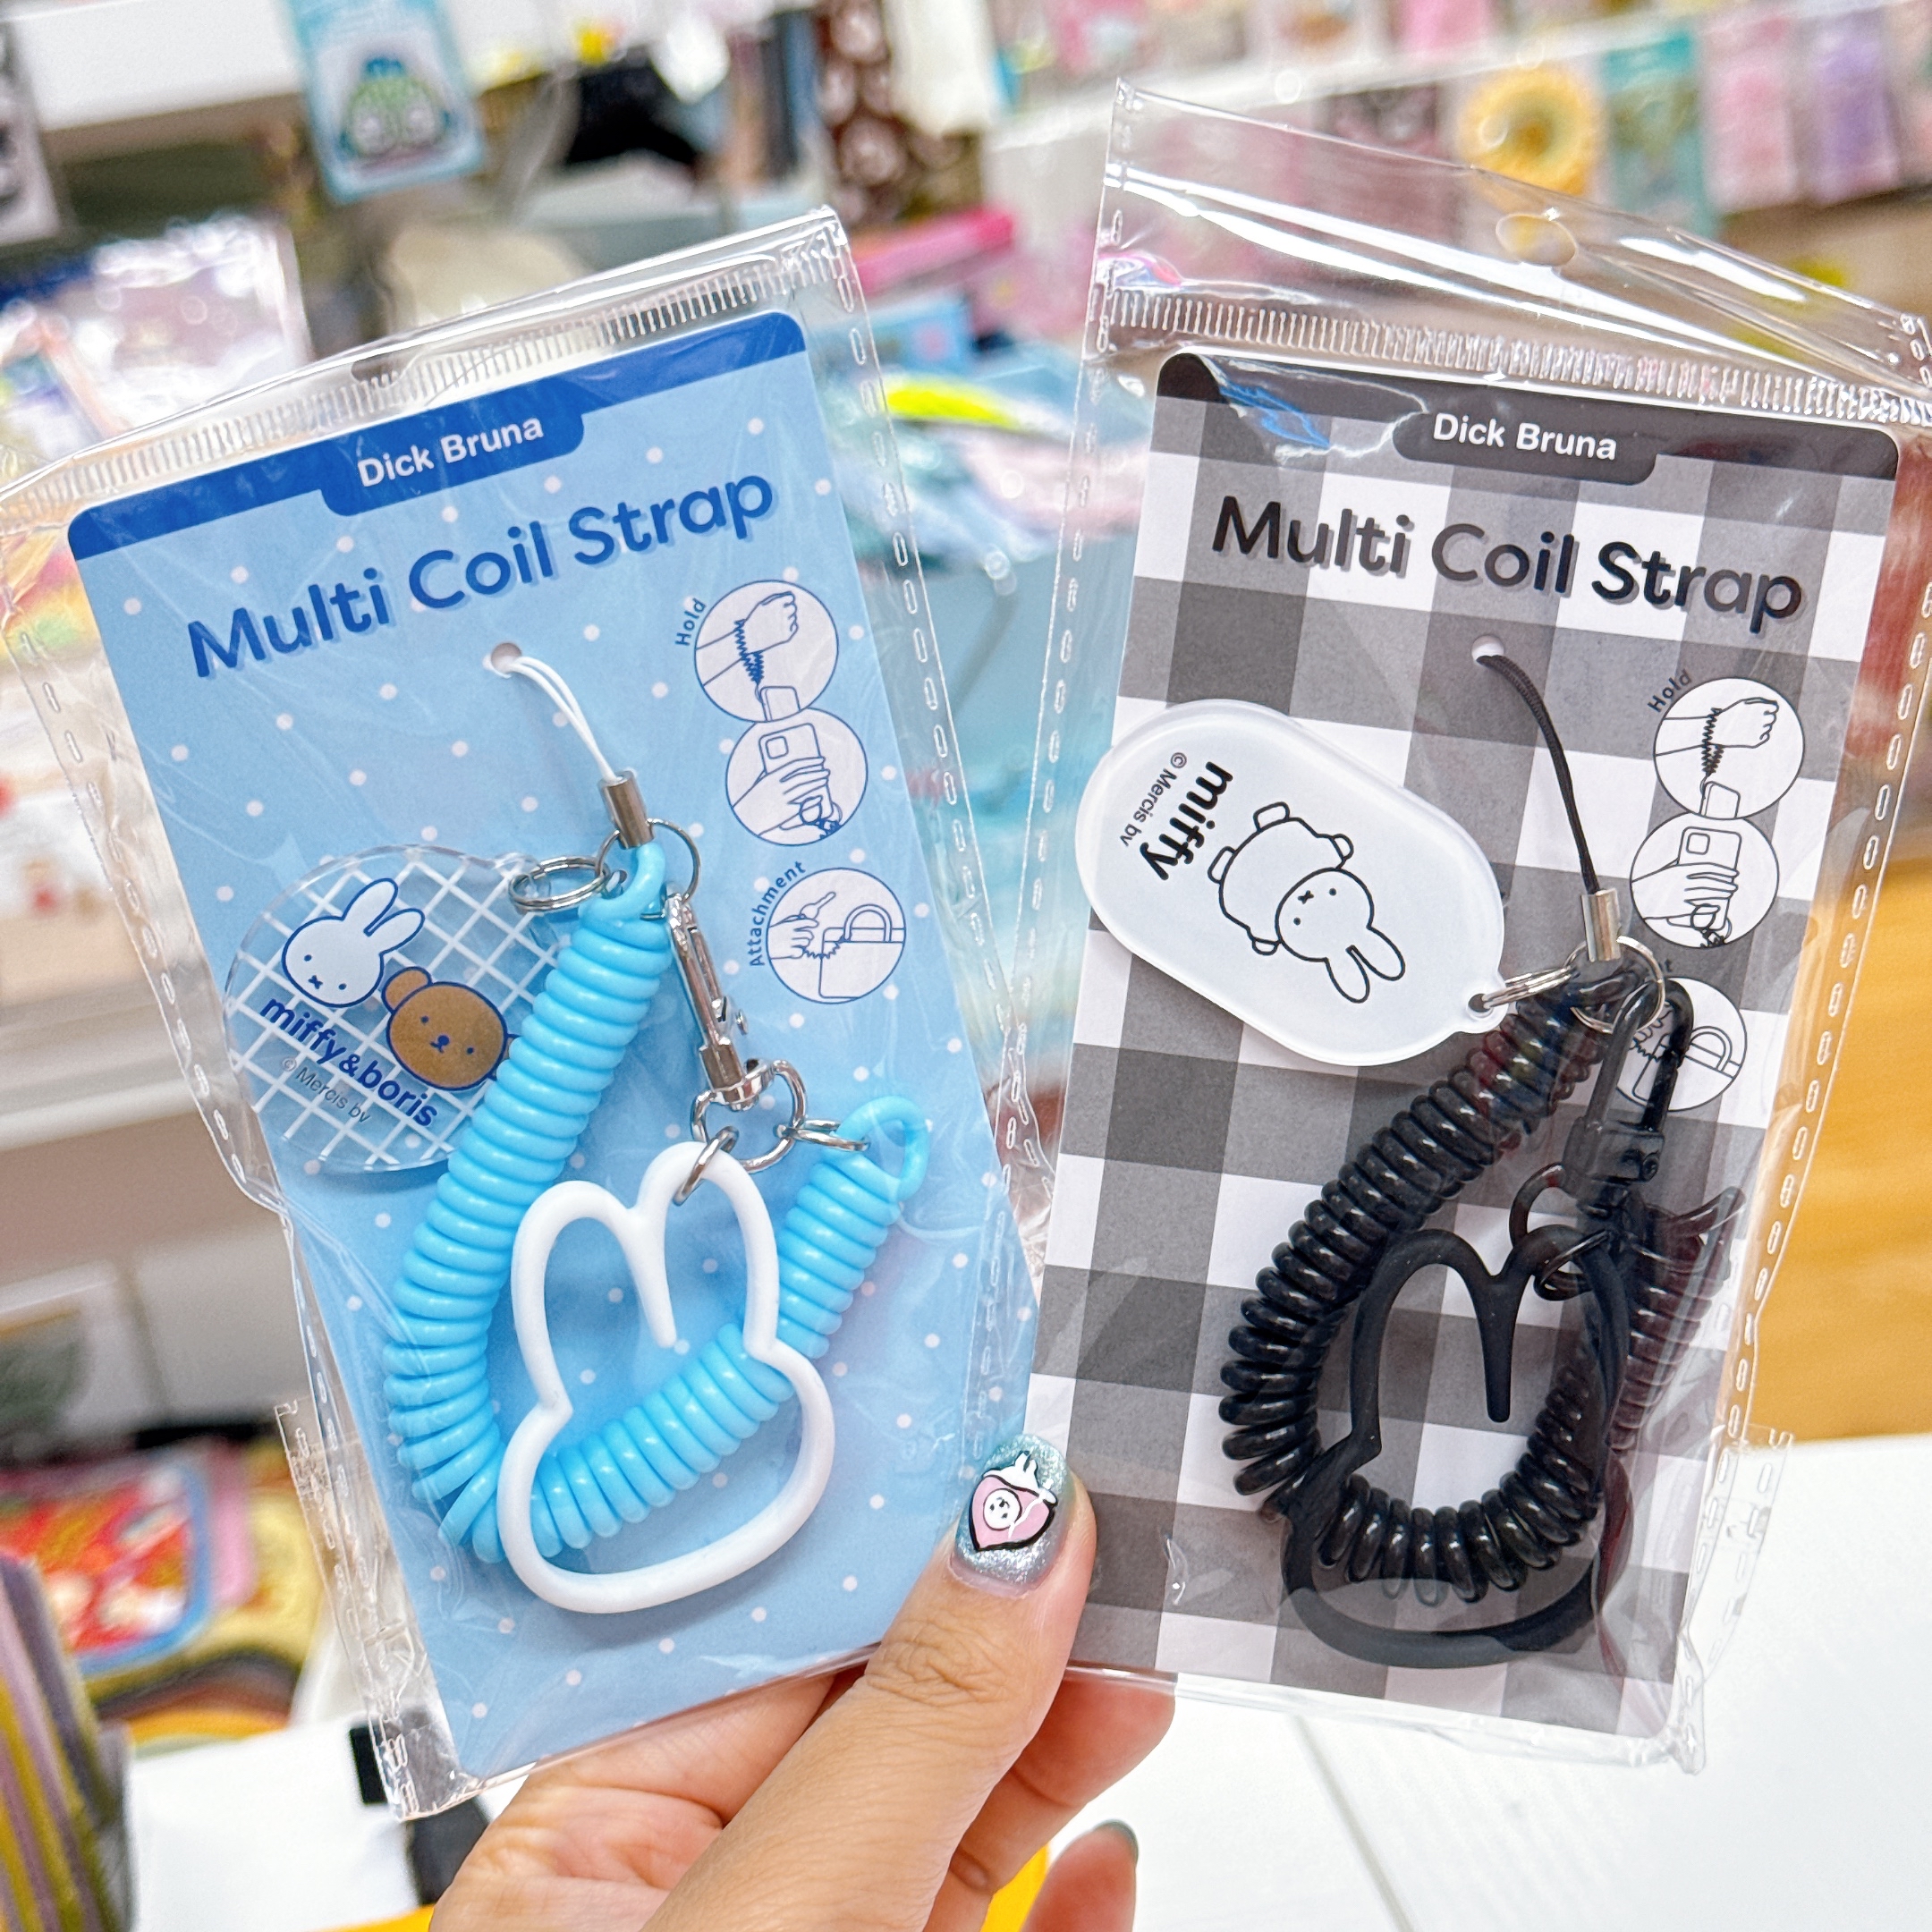 Dick Bruna
Multi Coil Strap
Hold
Attachment
miffy&boris
© Mercis bv
Dick Bruna
Multi Coil Strap
Hold
miffy
© Mercis bv